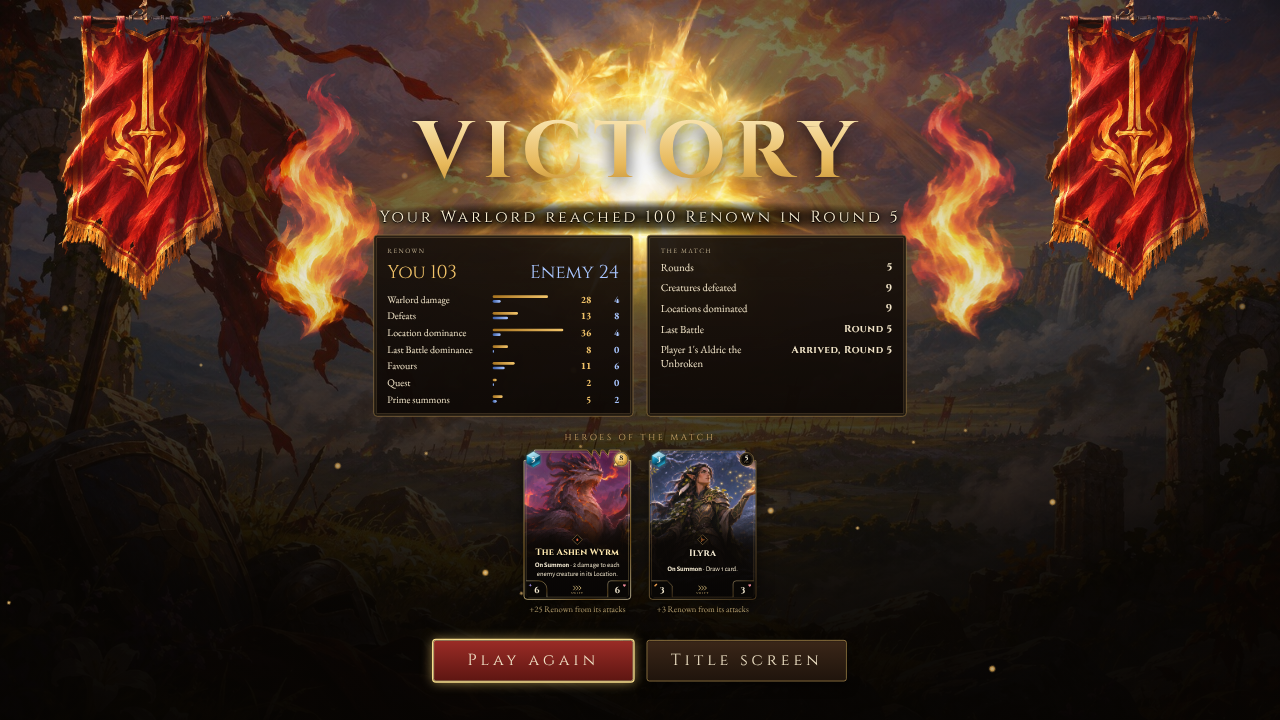 VICTORY
Your Warlord reached 100 Renown in Round 5
RENOWN
You 103 Enemy 24
Warlord damage 28 4
Defeats 13 8
Location dominance 36 4
Last Battle dominance 8 0
Favours 11 6
Quest 2 0
Prime summons 5 2
THE MATCH
Rounds 5
Creatures defeated 9
Locations dominated 9
Last Battle Round 5
Player 1's Aldric the Arrived, Round 5
Unbroken
HEROES OF THE MATCH
8
The Ashen Wyrm
On Summon · 2 damage to each
enemy creature in its Location.
6 6
+25 Renown from its attacks
5
Ilyra
On Summon · Draw 1 card.
3 3
+3 Renown from its attacks
Play again
Title screen